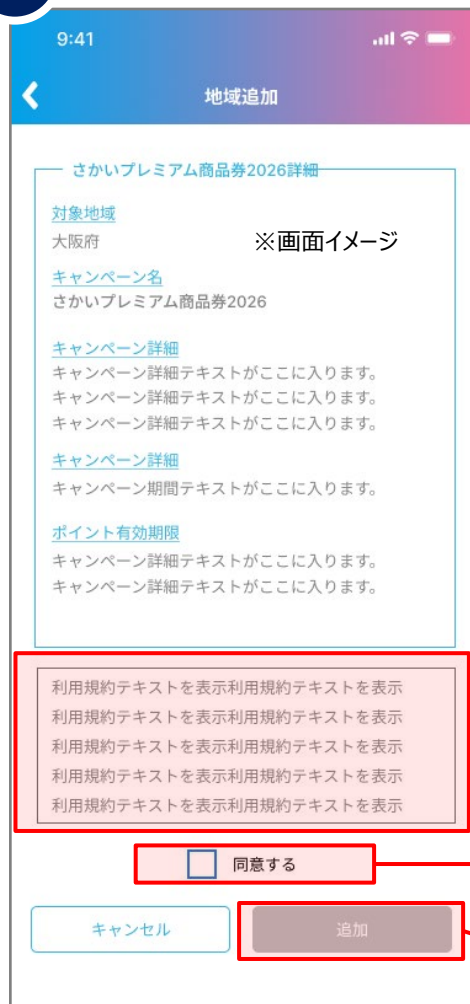 9:41
地域追加
さかいプレミアム商品券2026詳細
対象地域
大阪府
※画面イメージ
キャンペーン名
さかいプレミアム商品券2026
キャンペーン詳細
キャンペーン詳細テキストがここに入ります。
キャンペーン詳細テキストがここに入ります。
キャンペーン詳細テキストがここに入ります。
キャンペーン詳細
キャンペーン期間テキストがここに入ります。
ポイント有効期限
キャンペーン詳細テキストがここに入ります。
キャンペーン詳細テキストがここに入ります。
利用規約テキストを表示利用規約テキストを表示
利用規約テキストを表示利用規約テキストを表示
利用規約テキストを表示利用規約テキストを表示
利用規約テキストを表示利用規約テキストを表示
利用規約テキストを表示利用規約テキストを表示
同意する
キャンセル
追加